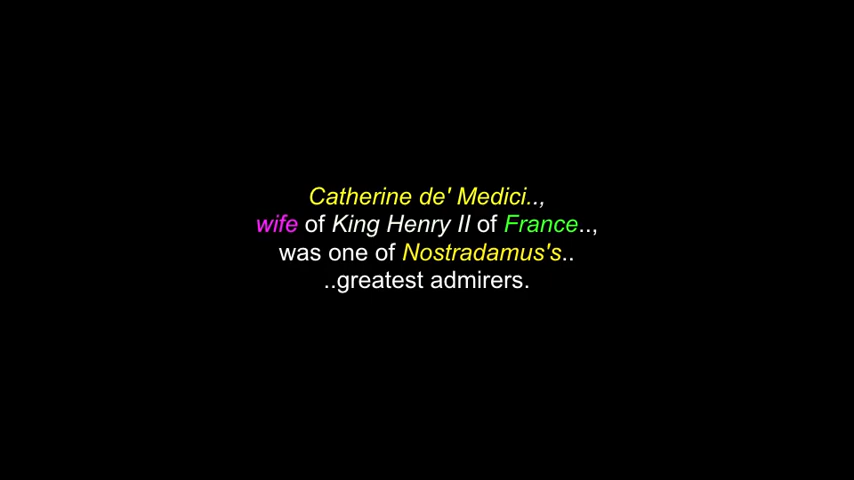 Catherine de' Medici..,
wife of King Henry II of France..,
was one of Nostradamus's..
..greatest admirers.